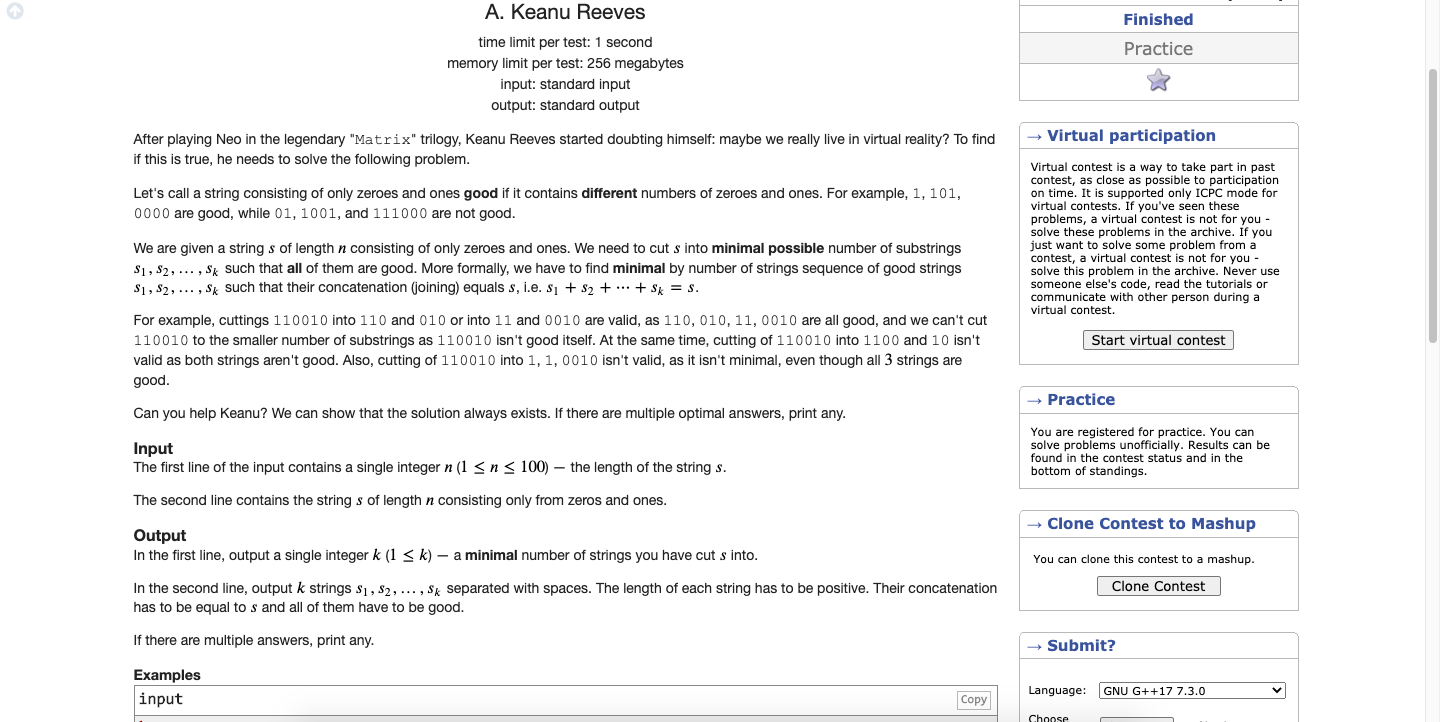 A. Keanu Reeves
time limit per test: 1 second
memory limit per test: 256 megabytes
input: standard input
output: standard output
After playing Neo in the legendary "Matrix" trilogy, Keanu Reeves started doubting himself: maybe we really live in virtual reality? To find
if this is true, he needs to solve the following problem.
Let's call a string consisting of only zeroes and ones good if it contains different numbers of zeroes and ones. For example, 1, 101,
0000 are good, while 01, 1001, and 111000 are not good.
We are given a string s of length n consisting of only zeroes and ones. We need to cut s into minimal possible number of substrings
s₁, s₂, … , sₖ such that all of them are good. More formally, we have to find minimal by number of strings sequence of good strings
s₁, s₂, … , sₖ such that their concatenation (joining) equals s, i.e. s₁ + s₂ + ⋯ + sₖ = s.
For example, cuttings 110010 into 110 and 010 or into 11 and 0010 are valid, as 110, 010, 11, 0010 are all good, and we can't cut
110010 to the smaller number of substrings as 110010 isn't good itself. At the same time, cutting of 110010 into 1100 and 10 isn't
valid as both strings aren't good. Also, cutting of 110010 into 1, 1, 0010 isn't valid, as it isn't minimal, even though all 3 strings are
good.
Can you help Keanu? We can show that the solution always exists. If there are multiple optimal answers, print any.
Input
The first line of the input contains a single integer n (1 ≤ n ≤ 100) — the length of the string s.
The second line contains the string s of length n consisting only from zeros and ones.
Output
In the first line, output a single integer k (1 ≤ k) — a minimal number of strings you have cut s into.
In the second line, output k strings s₁, s₂, … , sₖ separated with spaces. The length of each string has to be positive. Their concatenation
has to be equal to s and all of them have to be good.
If there are multiple answers, print any.
Examples
input
Copy
Finished
Practice
→ Virtual participation
Virtual contest is a way to take part in past
contest, as close as possible to participation
on time. It is supported only ICPC mode for
virtual contests. If you've seen these
problems, a virtual contest is not for you -
solve these problems in the archive. If you
just want to solve some problem from a
contest, a virtual contest is not for you -
solve this problem in the archive. Never use
someone else's code, read the tutorials or
communicate with other person during a
virtual contest.
Start virtual contest
→ Practice
You are registered for practice. You can
solve problems unofficially. Results can be
found in the contest status and in the
bottom of standings.
→ Clone Contest to Mashup
You can clone this contest to a mashup.
Clone Contest
→ Submit?
Language: GNU G++17 7.3.0
Choose